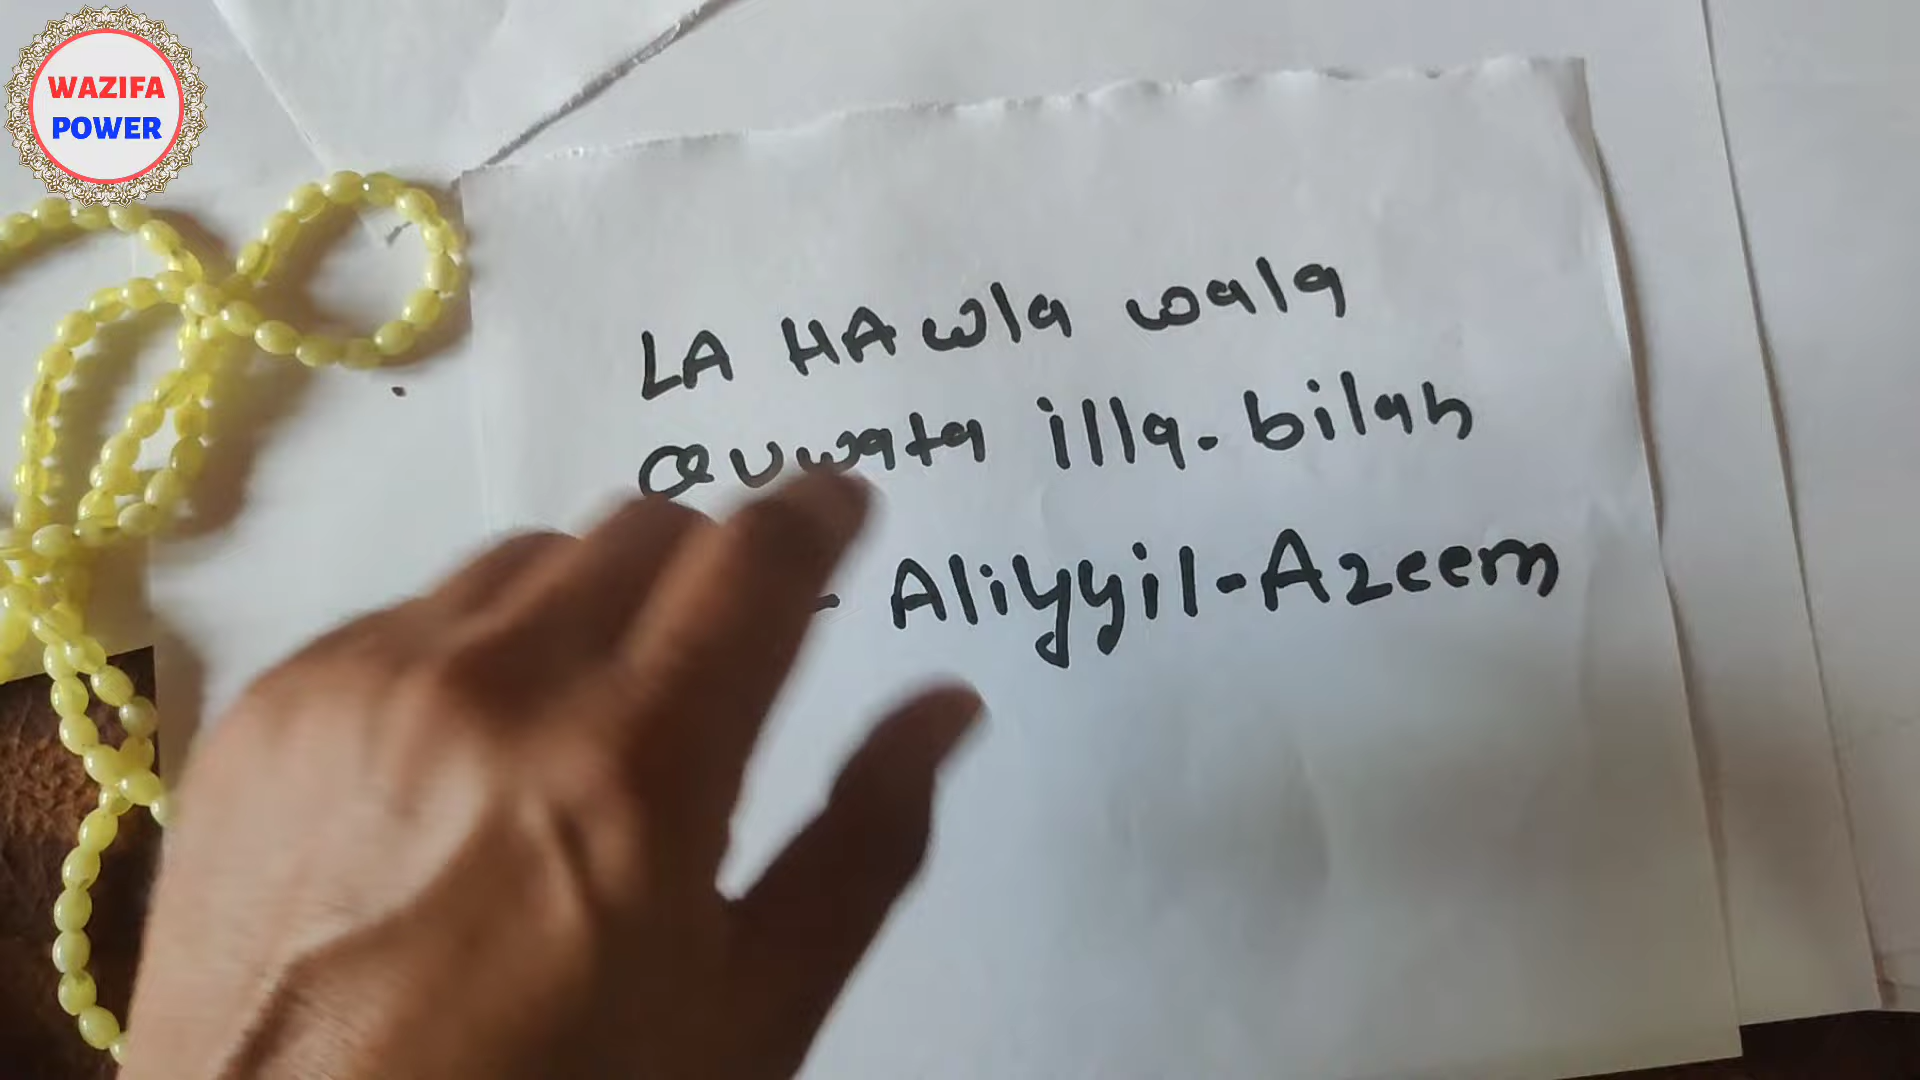 WAZIFA
POWER
LA HAwla wala
Quwata illa. bilah
- Aliyyil-Azeem